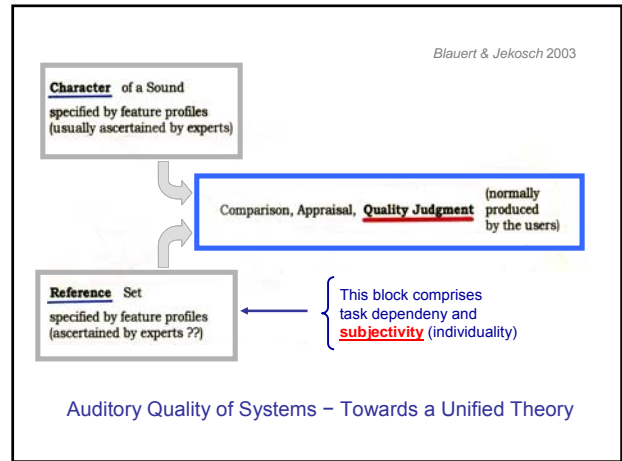 Blauert & Jekosch 2003
Character of a Sound
specified by feature profiles
(usually ascertained by experts)
Comparison, Appraisal, Quality Judgment
(normally
produced
by the users)
Reference Set
specified by feature profiles
(ascertained by experts ??)
This block comprises
task dependeny and
subjectivity (individuality)
Auditory Quality of Systems − Towards a Unified Theory